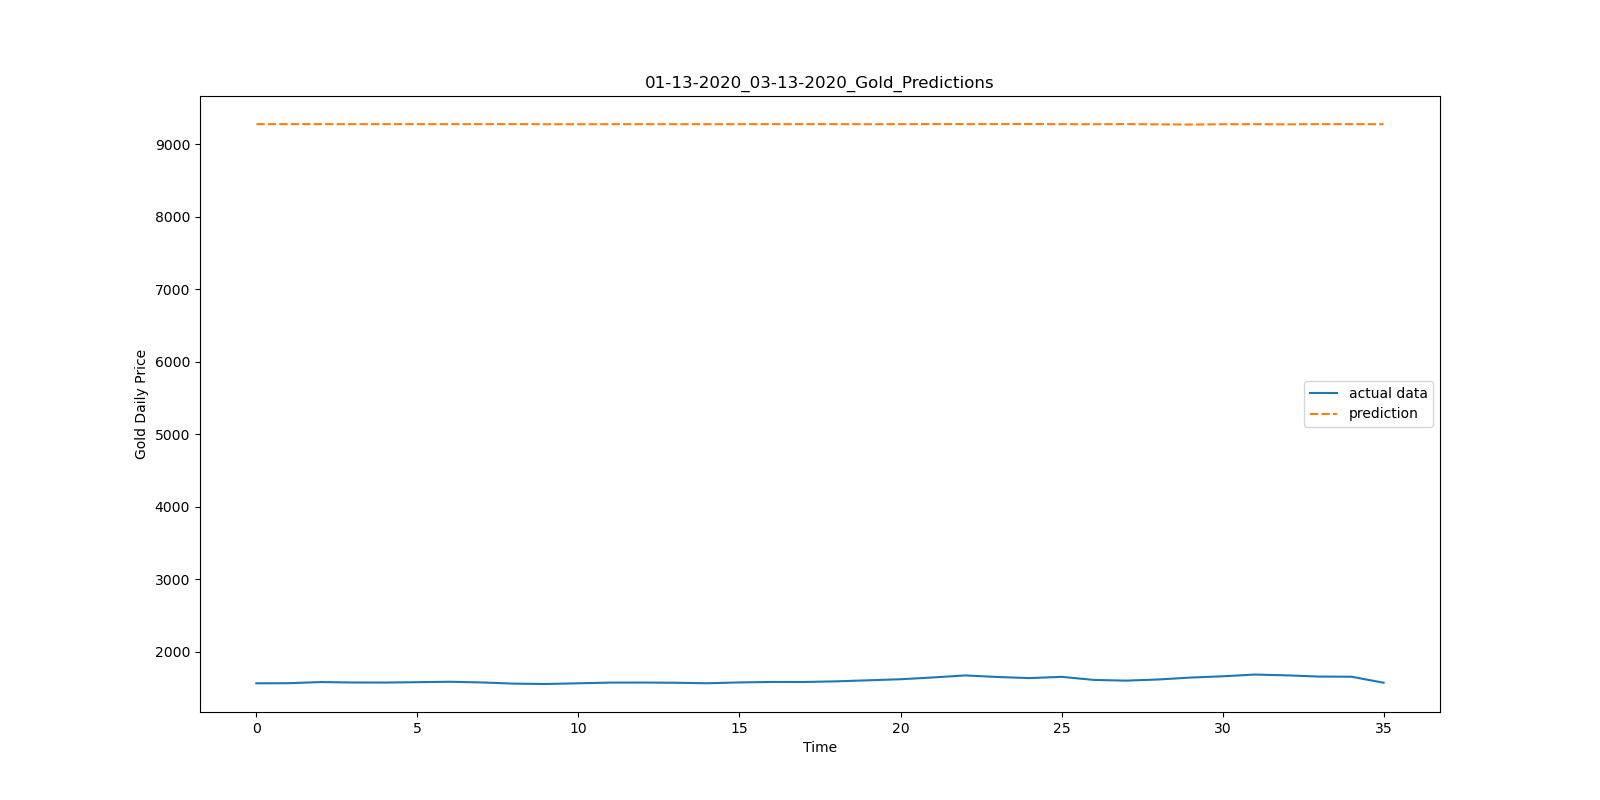 01-13-2020_03-13-2020_Gold_Predictions
9000
8000
7000
6000
5000
4000
3000
2000
Gold Daily Price
actual data
prediction
0 5 10 15 20 25 30 35
Time